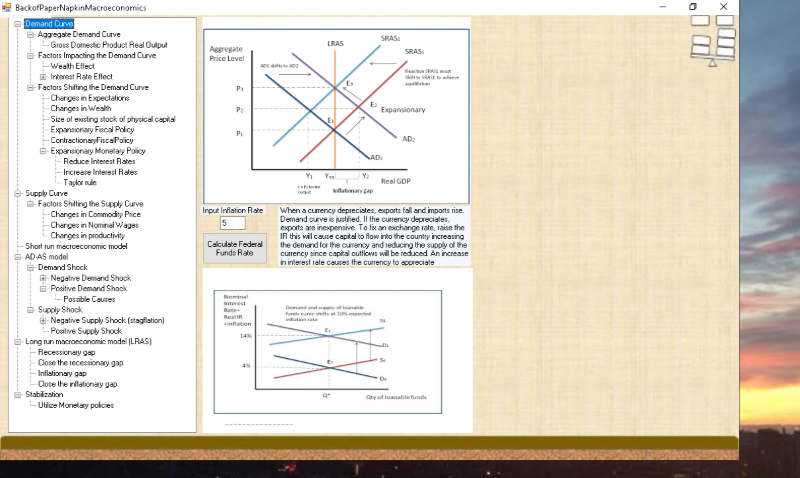 BackofPaperNapkinMacroeconomics
Demand Curve
Aggregate Demand Curve
Gross Domestic Product Real Output
Factors Impacting the Demand Curve
Wealth Effect
Interest Rate Effect
Factors Shifting the Demand Curve
Changes in Expectations
Changes in Wealth
Size of existing stock of physical capital
Expansionary Fiscal Policy
ContractionaryFiscalPolicy
Expansionary Monetary Policy
Reduce Interest Rates
Increase Interest Rates
Taylor rule
Supply Curve
Factors Shifting the Supply Curve
Changes in Commodity Price
Changes in Nominal Wages
Changes in productivity
Short run macroeconomic model
AD-AS model
Demand Shock
Negative Demand Shock
Positive Demand Shock
Possible Causes
Supply Shock
Negative Supply Shock (stagflation)
Positive Supply Shock
Long run macroeconomic model (LRAS)
Recessionary gap
Close the recessionary gap
Inflationary gap
Close the inflationary gap
Stabilization
Utilize Monetary policies
Aggregate
Price Level
LRAS
SRAS2
SRAS1
AD1 shifts to AD2
Reaction SRAS1 must
Shift to SRAS2 to achieve
equilibrium
P3
P2
P1
E3
E2
E1
Expansionary
AD2
AD1
Y1
Y2
Real GDP
Inflationary gap
output
Input Inflation Rate
5
Calculate Federal
Funds Rate
When a currency depreciates, exports fall and imports rise.
Demand curve is justified. If the currency depreciates,
exports are inexpensive. To fix an exchange rate, raise the
IR this will cause capital to flow into the country increasing
the demand for the currency and reducing the supply of the
currency since capital outflows will be reduced. An increase
in interest rate causes the currency to appreciate
Nominal
Interest
Rate=
Real IR
+Inflation
Demand and supply of loanable
funds curve shifts at 10% expected
inflation rate
14%
4%
Q*
Qty of loanable funds